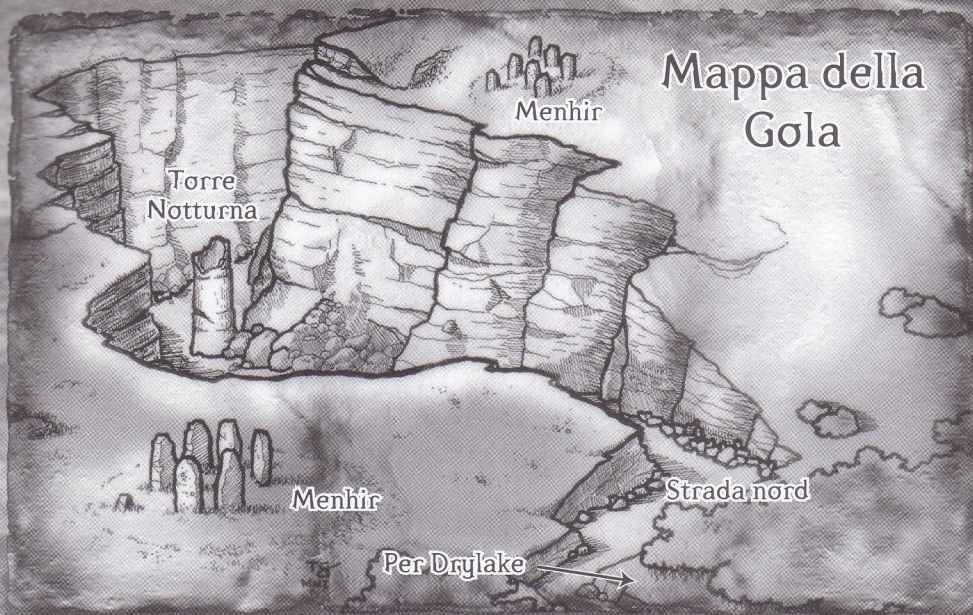 Mappa della
Gola
Menhir
Torre
Notturna
Menhir
Strada nord
Per Drylake